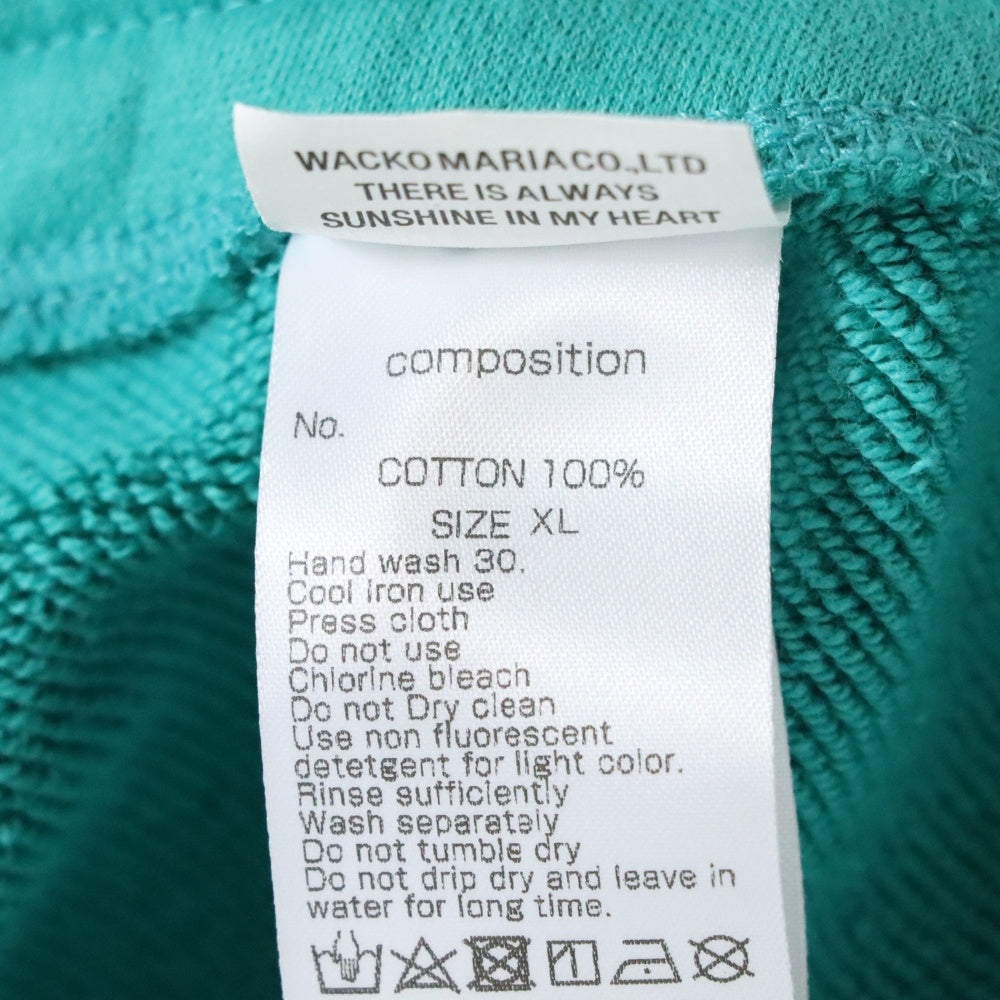 WACKO MARIA CO.,LTD
THERE IS ALWAYS
SUNSHINE IN MY HEART
composition
No.
COTTON 100%
SIZE XL
Hand wash 30.
Cool Iron use
Press cloth
Do not use
Chlorine bleach
Do not Dry clean
Use non fluorescent
detetgent for light color.
Rinse sufficiently
Wash separately
Do not tumble dry
Do not drip dry and leave in
water for long time.